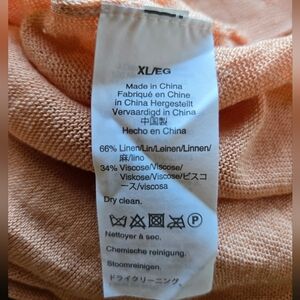 XL/EG
Made in China
Fabriqué en Chine
in China Hergestellt
Vervaardigd in China
中国製
Hecho en China
66% Linen/Lin/Leinen/Linnen/
麻/lino
34% Viscose/Viscose/
Viskose/Viscose/ビスコ
ース/viscosa
Dry clean.
P
Nettoyer à sec.
Chemische reinigung.
Stoomreinigen.
ドライクリーニング